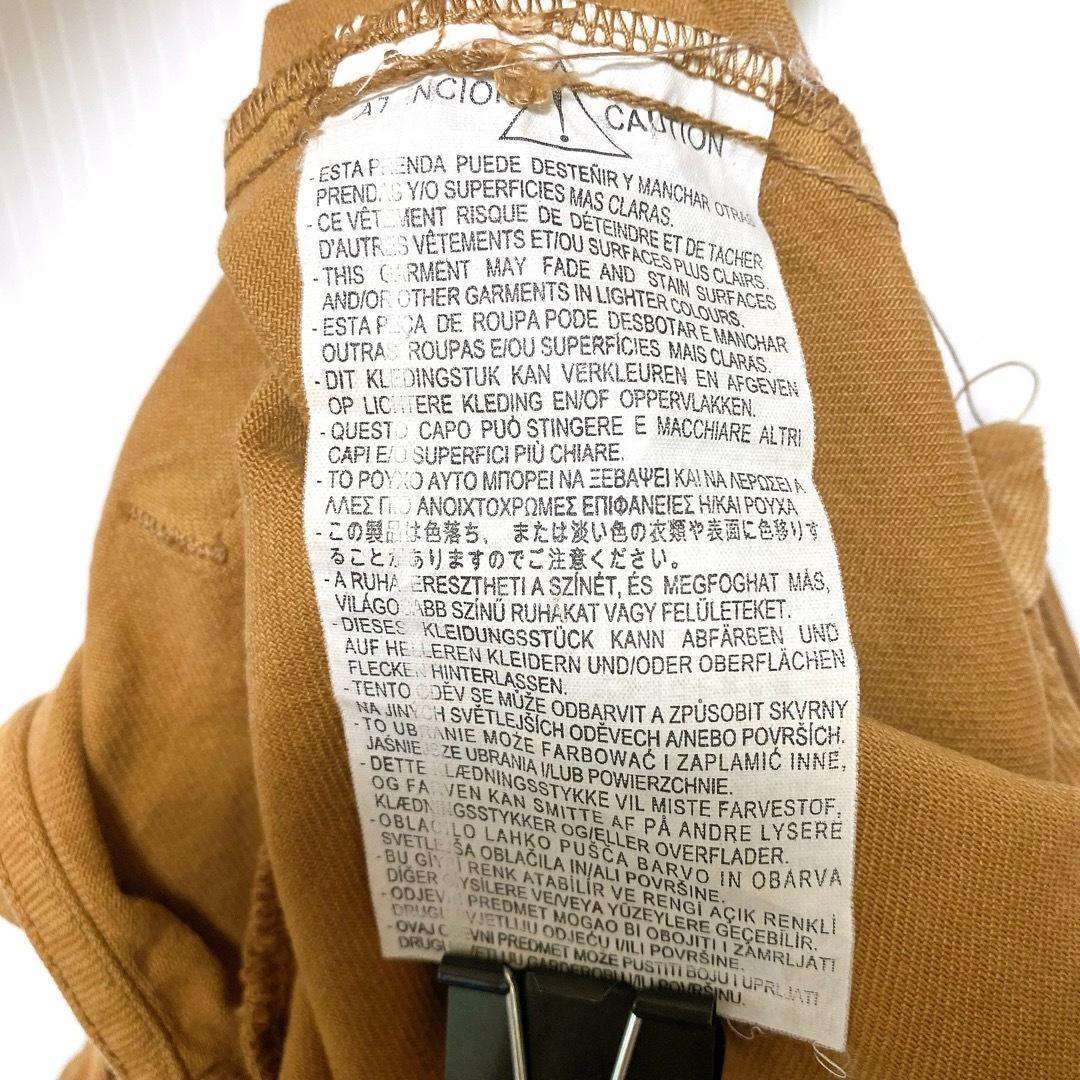 CAUTION
- ESTA PRENDA PUEDE DESTEÑIR Y MANCHAR OTRAS
PRENDAS Y/O SUPERFICIES MAS CLARAS.
- CE VÊTEMENT RISQUE DE DÉTEINDRE ET DE TACHER
D'AUTRES VÊTEMENTS ET/OU SURFACES PLUS CLAIRS.
- THIS GARMENT MAY FADE AND STAIN SURFACES
AND/OR OTHER GARMENTS IN LIGHTER COLOURS.
- ESTA PEÇA DE ROUPA PODE DESBOTAR E MANCHAR
OUTRAS ROUPAS E/OU SUPERFÍCIES MAIS CLARAS.
- DIT KLEDINGSTUK KAN VERKLEUREN EN AFGEVEN
OP LICHTERE KLEDING EN/OF OPPERVLAKKEN.
- QUESTO CAPO PUÒ STINGERE E MACCHIARE ALTRI
CAPI E/O SUPERFICI PIÙ CHIARE.
- ΤΟ ΡΟΥΧΟ ΑΥΤΟ ΜΠΟΡΕΙ ΝΑ ΞΕΒΑΨΕΙ ΚΑΙ ΝΑ ΛΕΡΩΣΕΙ Α
ΛΛΕΣ ΠΙΟ ΑΝΟΙΧΤΟΧΡΩΜΕΣ ΕΠΙΦΑΝΕΙΕΣ Η/ΚΑΙ ΡΟΥΧΑ
- この製品は色落ち、または淡い色の衣類や表面に色移りす
ることがありますのでご注意ください。
- A RUHA ERESZTHETI A SZÍNÉT, ÉS MEGFOGHAT MÁS,
VILÁGOSABB SZÍNŰ RUHÁKAT VAGY FELÜLETEKET.
- DIESES KLEIDUNGSSTÜCK KANN ABFÄRBEN UND
AUF HELLEREN KLEIDERN UND/ODER OBERFLÄCHEN
FLECKEN HINTERLASSEN.
- TENTO ODĚV SE MŮŽE ODBARVIT A ZPŮSOBIT SKVRNY
NA JINÝCH SVĚTLEJŠÍCH ODĚVECH A/NEBO POVRŠÍCH.
- TO UBRANIE MOŻE FARBOWAĆ I ZAPLAMIĆ INNE,
JAŚNIEJSZE UBRANIA I/LUB POWIERZCHNIE.
- DETTE KLÆDNINGSSTYKKE VIL MISTE FARVESTOF,
OG FARVEN KAN SMITTE AF PÅ ANDRE LYSERE
KLÆDNINGSSTYKKER OG/ELLER OVERFLADER.
- OBLAČILO LAHKO PUŠČA BARVO IN OBARVA
SVETLEJŠA OBLAČILA IN/ALI POVRŠINE.
- BU GİYSİ RENK ATABİLİR VE RENGİ AÇIK RENKLİ
DİĞER GİYSİLERE VE/VEYA YÜZEYLERE GEÇEBİLİR.
- ODJEVNI PREDMET MOGAO BI OBOJITI I ZAMRLJATI
DRUGU SVJETLIJU ODJEĆU I/ILI POVRŠINE.
- OVAJ ODEVNI PREDMET MOŽE PUSTITI BOJU I UPRLJATI
GARDEROBU I/ILI POVRŠINU.